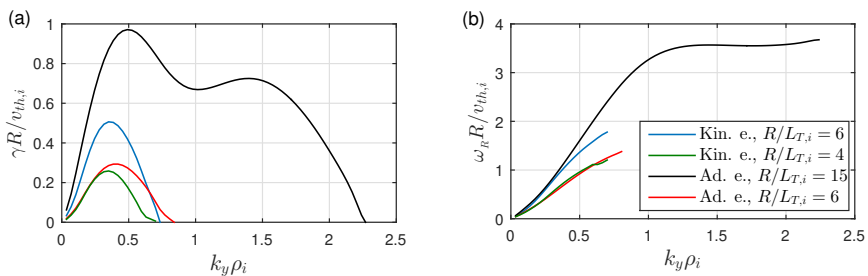 (a)
γR/v_{th,i}
1
0.8
0.6
0.4
0.2
0
0
0.5
1
1.5
2
2.5
k_yρ_i
(b)
ω_R R/v_{th,i}
4
3
2
1
0
0
0.5
1
1.5
2
2.5
k_yρ_i
Kin. e., R/L_{T,i} = 6
Kin. e., R/L_{T,i} = 4
Ad. e., R/L_{T,i} = 15
Ad. e., R/L_{T,i} = 6